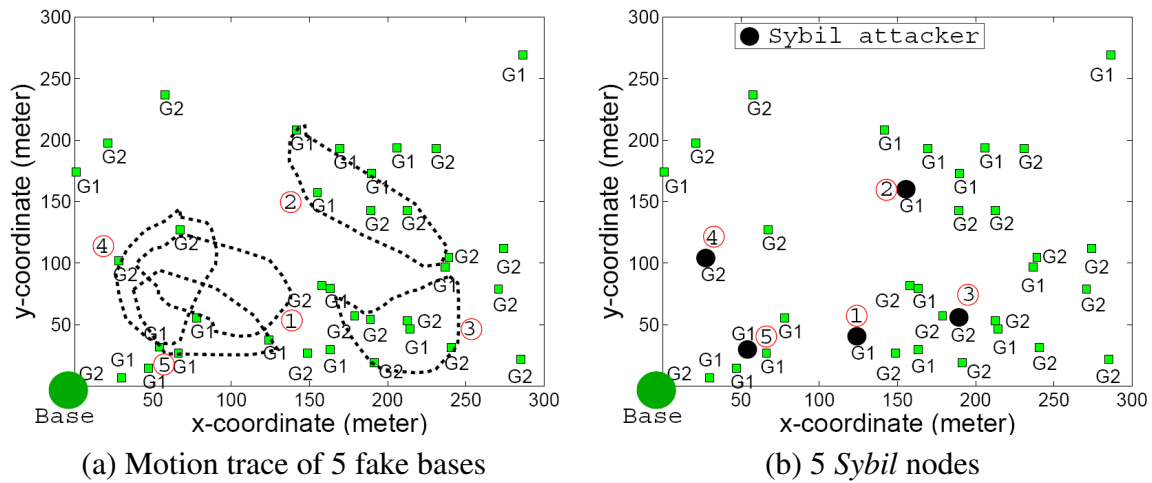 y-coordinate (meter)
300
250
200
150
100
50
G1
G2
G1
G2
G1
G1
G2
G1
G1
2
G1
G2
G2
4
G2
G2
G2
G1
G2
G2
G1
G2
1
G1
G1
G2
G2
G2
G1
3
5
G1
G1
G1
G2
G1
G2
G2
G2
G2
G1
Base
50
100
150
200
250
300
x-coordinate (meter)
(a) Motion trace of 5 fake bases
y-coordinate (meter)
300
250
200
150
100
50
Sybil attacker
G1
G2
G1
G2
G1
G1
G2
G1
G1
2
G1
G2
G2
4
G2
G2
G2
G1
G2
3
G2
G2
G1
1
G1
G1
5
G2
G2
G1
G1
G1
G2
G1
G2
G2
G2
G2
G1
Base
50
100
150
200
250
300
x-coordinate (meter)
(b) 5 Sybil nodes